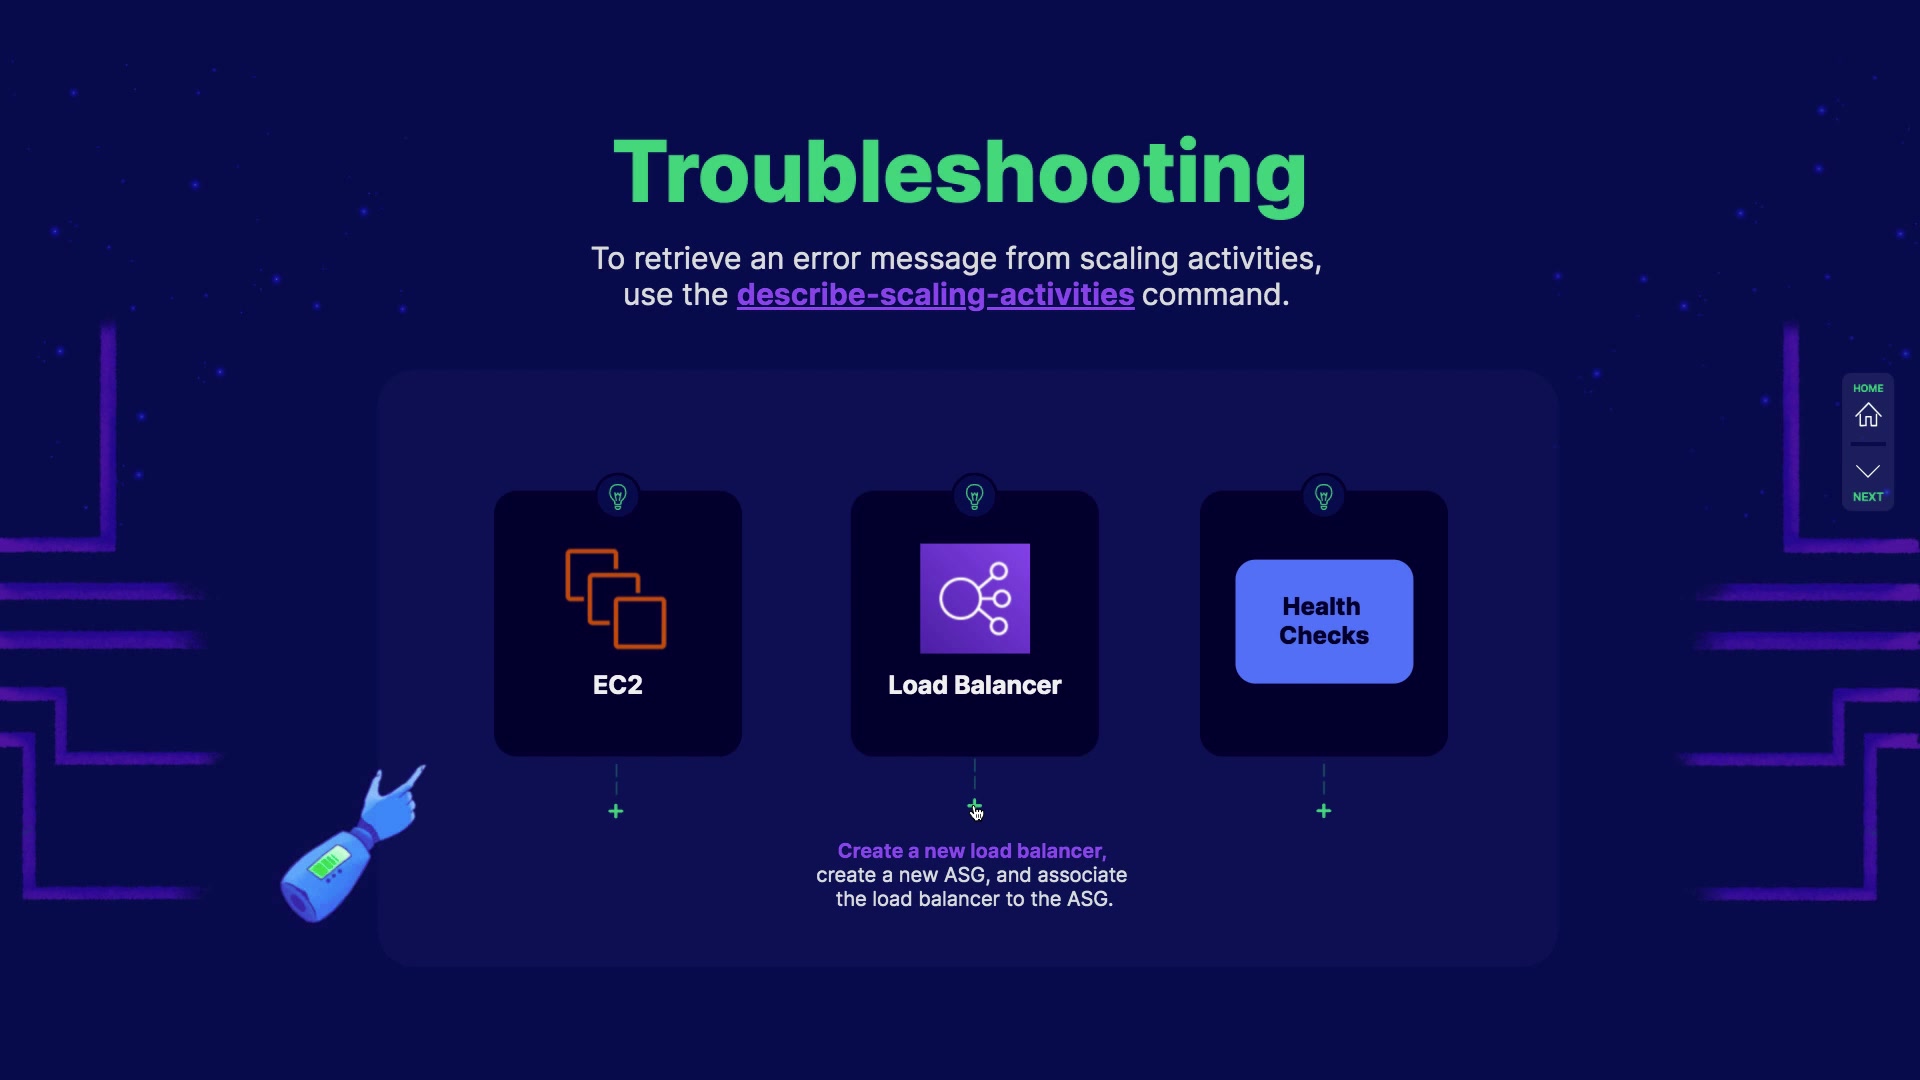 Troubleshooting
To retrieve an error message from scaling activities,
use the describe-scaling-activities command.
HOME
NEXT
EC2
Load Balancer
Health
Checks
Create a new load balancer,
create a new ASG, and associate
the load balancer to the ASG.